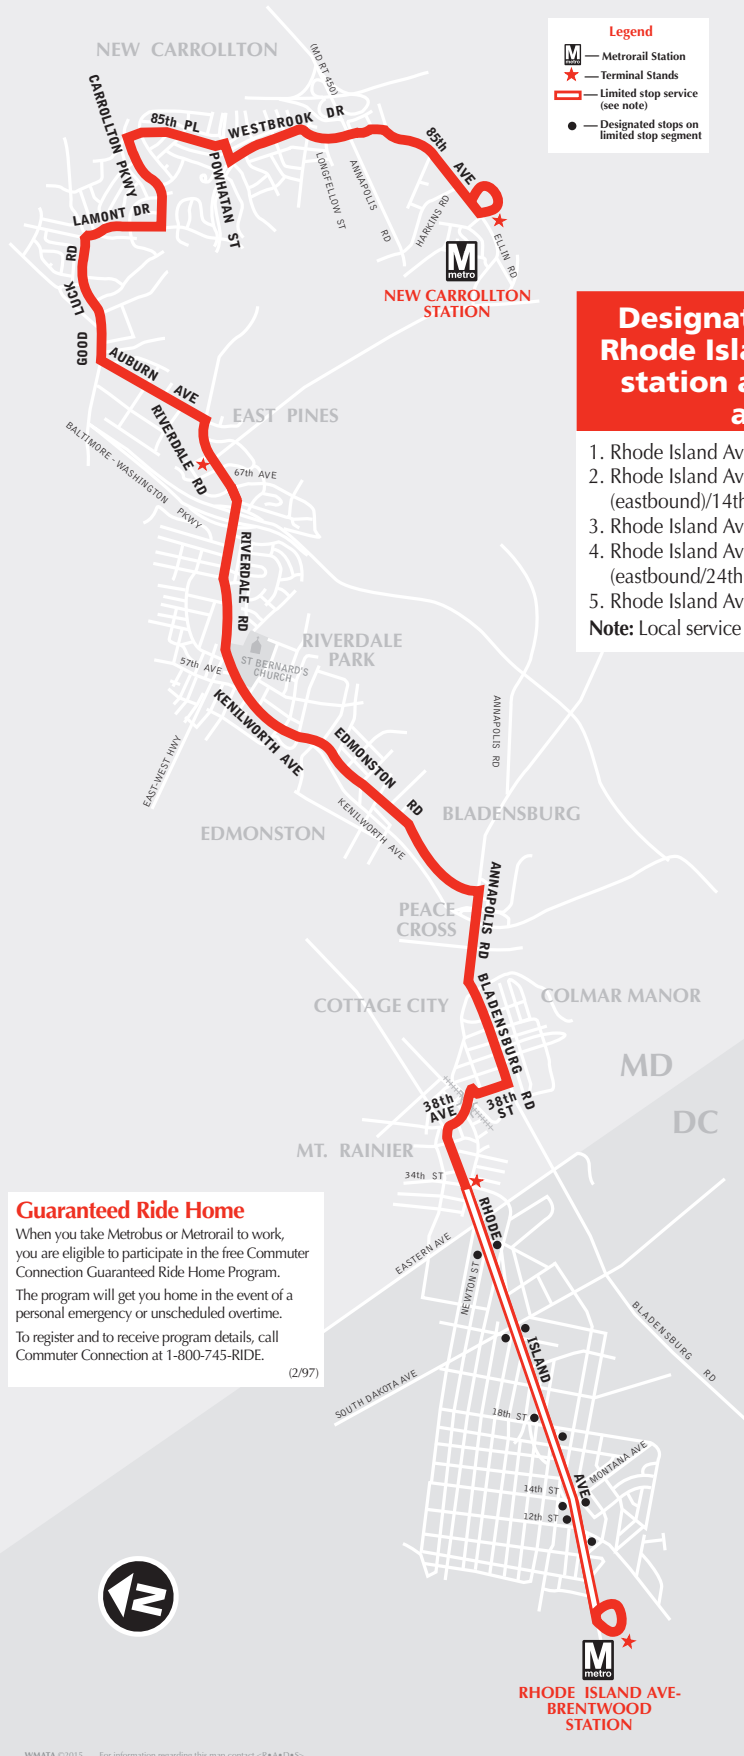 NEW CARROLLTON
(MD RT 450)
CARROLLTON PKWY
85th PL
WESTBROOK DR
POWHATAN ST
LONGFELLOW ST
ANNAPOLIS RD
85th AVE
HARKINS RD
ELLIN RD
LAMONT DR
GOOD LUCK RD
M
metro
NEW CARROLLTON
STATION
Legend
M
metro
Metrorail Station
Terminal Stands
Limited stop service
(see note)
Designated stops on
limited stop segment
AUBURN AVE
EAST PINES
RIVERDALE RD
67th AVE
BALTIMORE - WASHINGTON PKWY
RIVERDALE RD
RIVERDALE
PARK
ST BERNARD'S
CHURCH
57th AVE
KENILWORTH AVE
EAST-WEST HWY
EDMONSTON RD
KENILWORTH AVE
EDMONSTON
ANNAPOLIS RD
BLADENSBURG
Designat
Rhode Isla
station a
a
1. Rhode Island Av
2. Rhode Island Av
(eastbound)/14th
3. Rhode Island Av
4. Rhode Island Av
(eastbound/24th
5. Rhode Island Av
Note: Local service
PEACE
CROSS
ANNAPOLIS RD
BLADENSBURG RD
COTTAGE CITY
COLMAR MANOR
MD
DC
38th
AVE
38th
ST
MT. RAINIER
34th ST
RHODE ISLAND AVE
EASTERN AVE
NEWTON ST
BLADENSBURG RD
SOUTH DAKOTA AVE
18th ST
MONTANA AVE
14th ST
12th ST
Guaranteed Ride Home
When you take Metrobus or Metrorail to work,
you are eligible to participate in the free Commuter
Connection Guaranteed Ride Home Program.
The program will get you home in the event of a
personal emergency or unscheduled overtime.
To register and to receive program details, call
Commuter Connection at 1-800-745-RIDE.
(2/97)
N
M
metro
RHODE ISLAND AVE-
BRENTWOOD
STATION
WMATA ©2015 For information regarding this map contact <R•A•D•S>